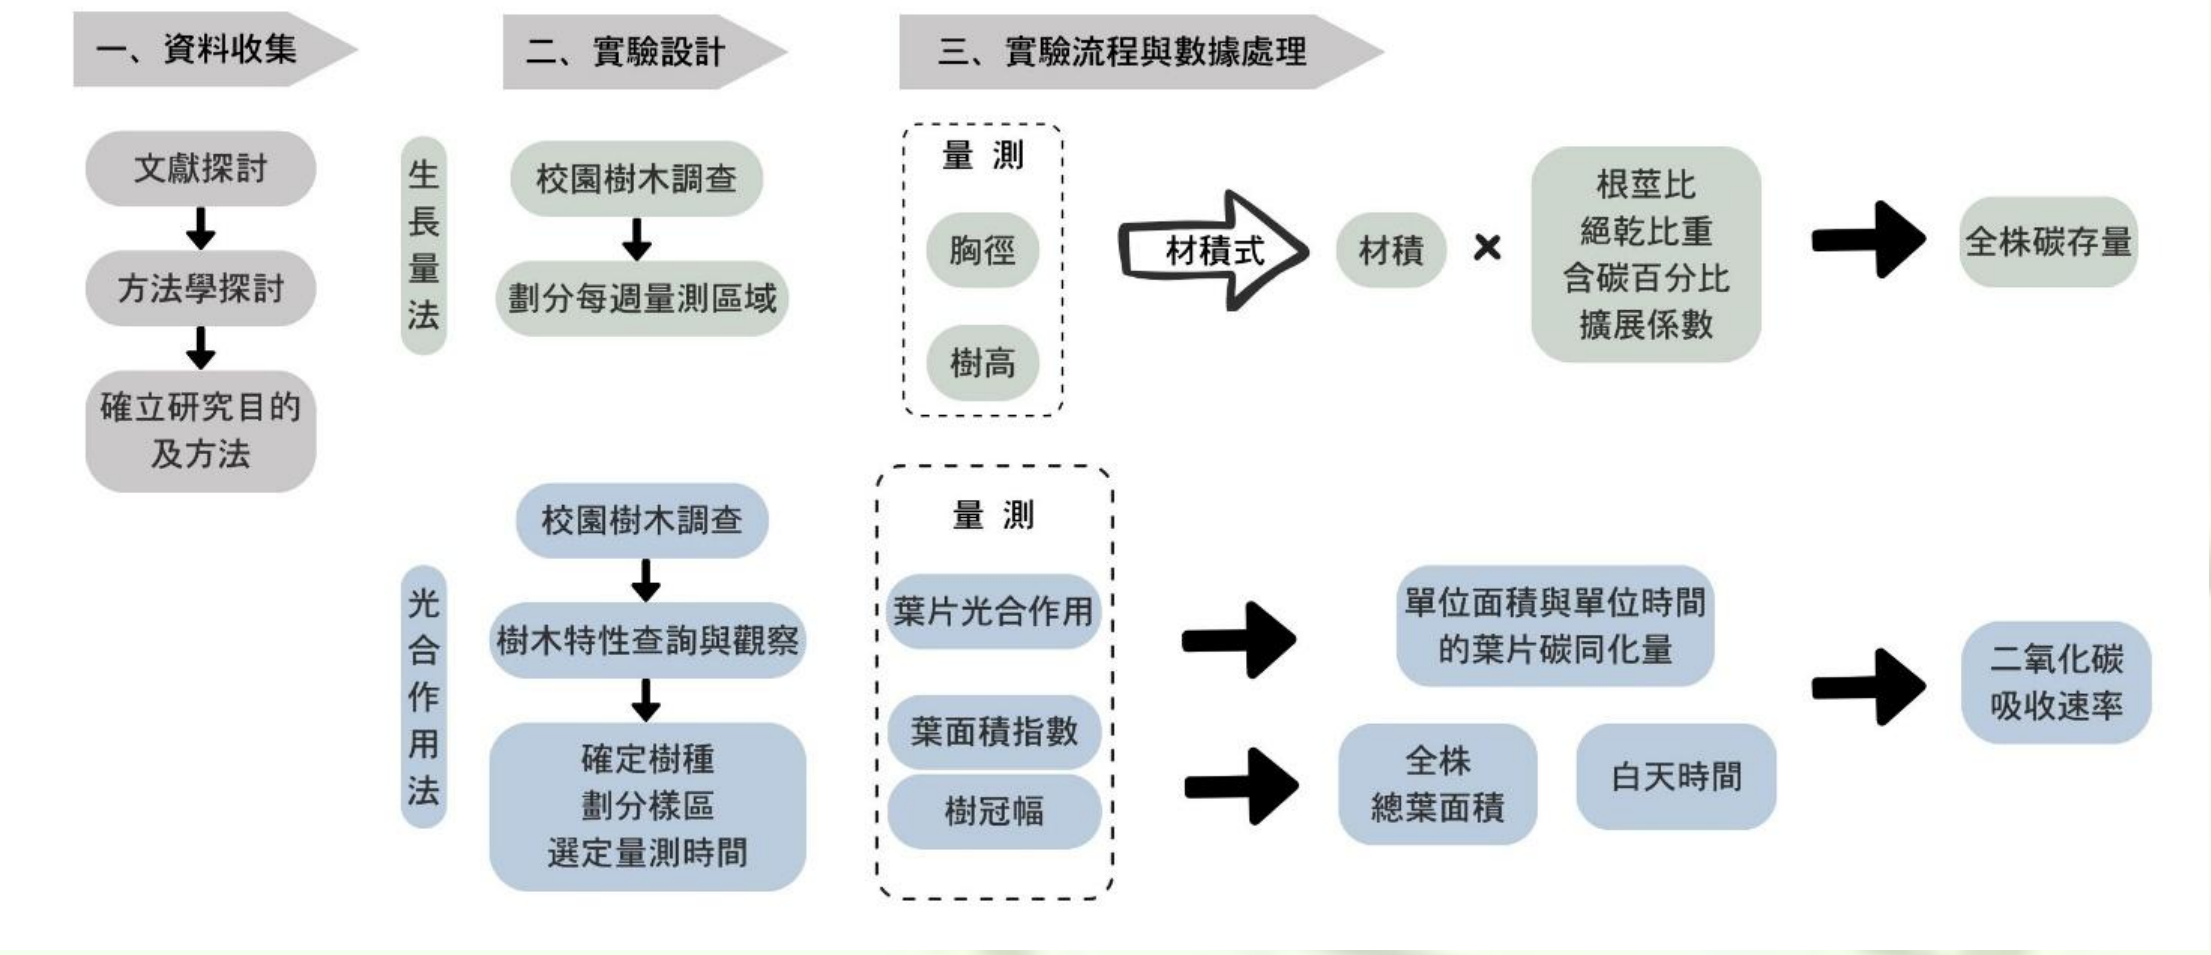 一、資料收集
二、實驗設計
三、實驗流程與數據處理
文獻探討
方法學探討
確立研究目的
及方法
生長量法
校園樹木調查
劃分每週量測區域
量 測
胸徑
樹高
材積式
材積
×
根莖比
絕乾比重
含碳百分比
擴展係數
全株碳存量
光合作用法
校園樹木調查
樹木特性查詢與觀察
確定樹種
劃分樣區
選定量測時間
量 測
葉片光合作用
葉面積指數
樹冠幅
單位面積與單位時間
的葉片碳同化量
全株
總葉面積
白天時間
二氧化碳
吸收速率